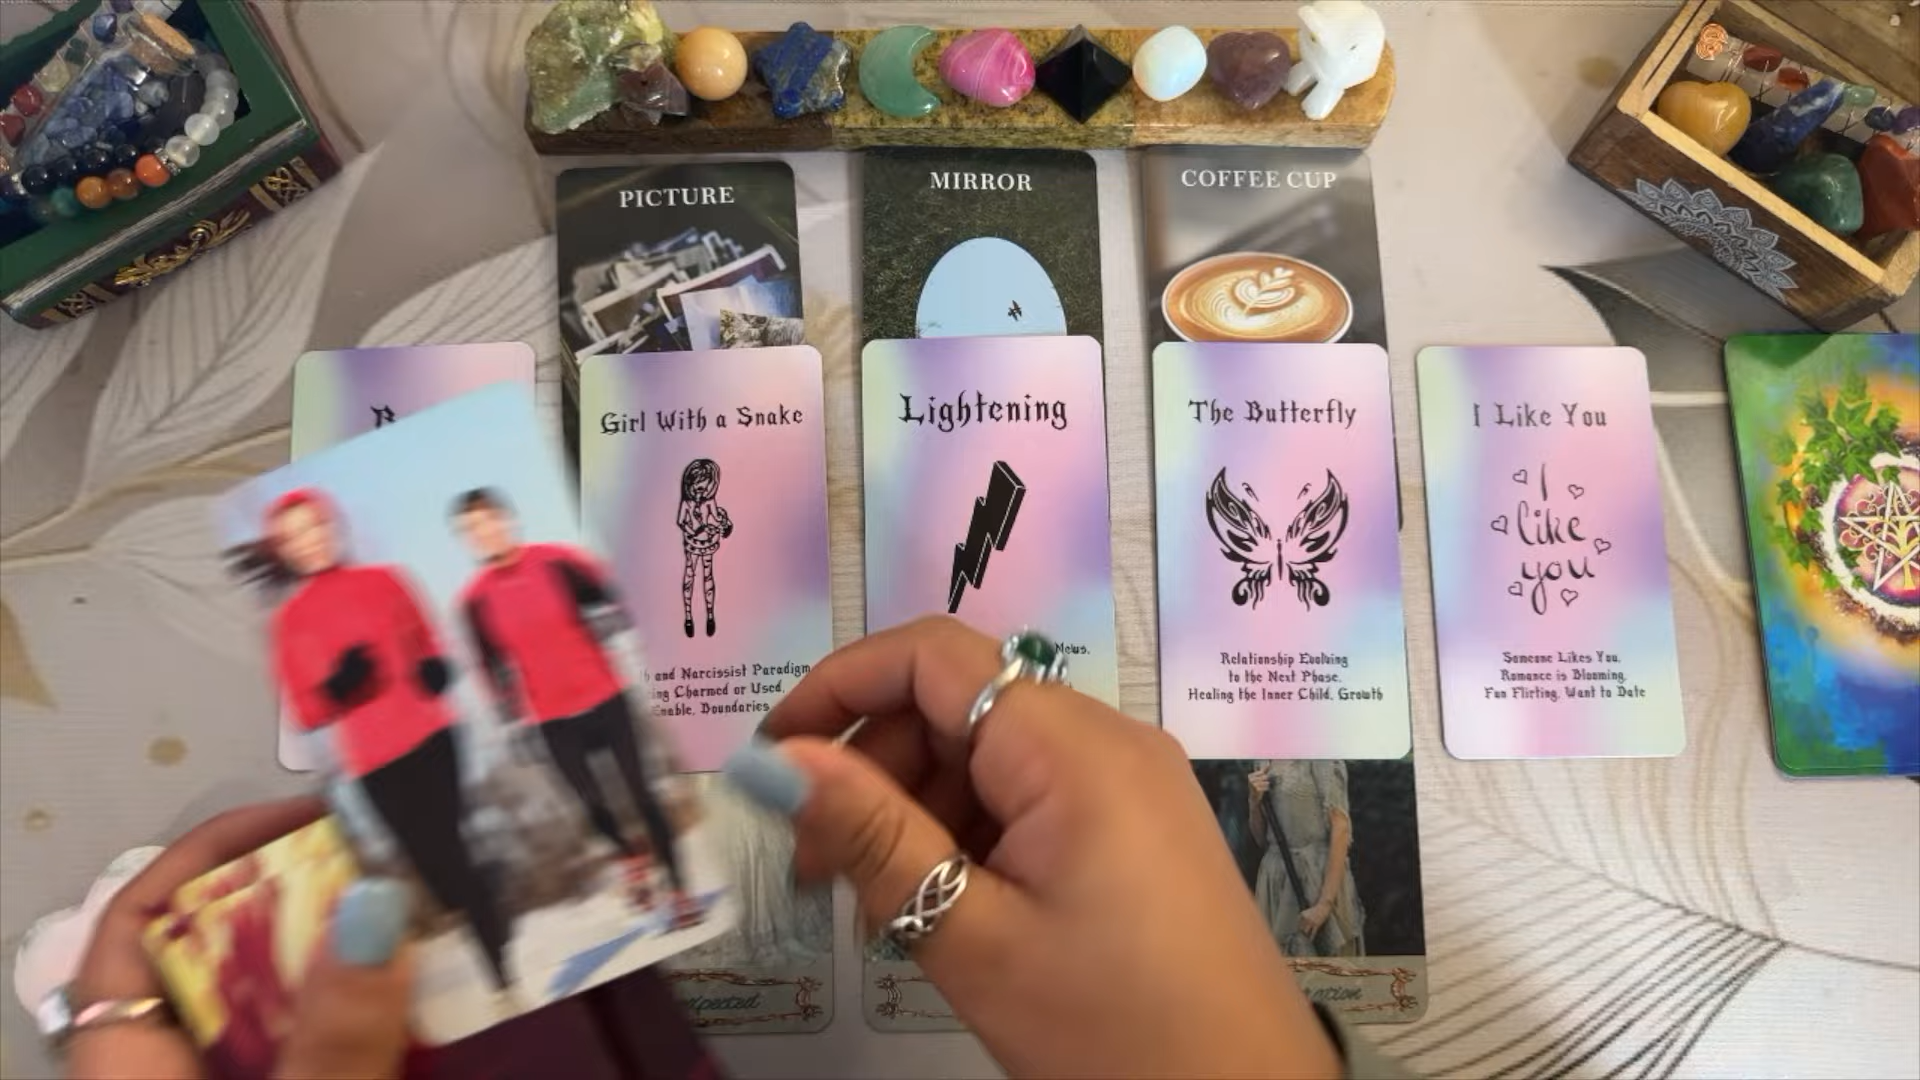 PICTURE
MIRROR
COFFEE CUP
Girl With a Snake
Lightening
The Butterfly
I Like You
I
like
you
News.
and Narcissist Paradigm
Charmed or Used.
Enable. Boundaries
Relationship Evolving
to the Next Phase.
Healing the Inner Child. Growth
Someone Likes You.
Romance is Blooming.
Fun Flirting. Want to Date